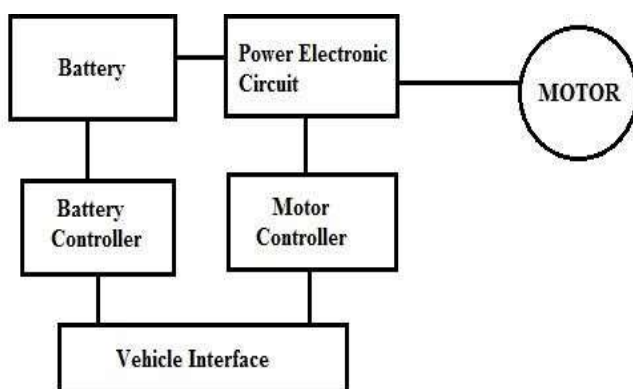 Battery
Power Electronic
Circuit
MOTOR
Battery
Controller
Motor
Controller
Vehicle Interface